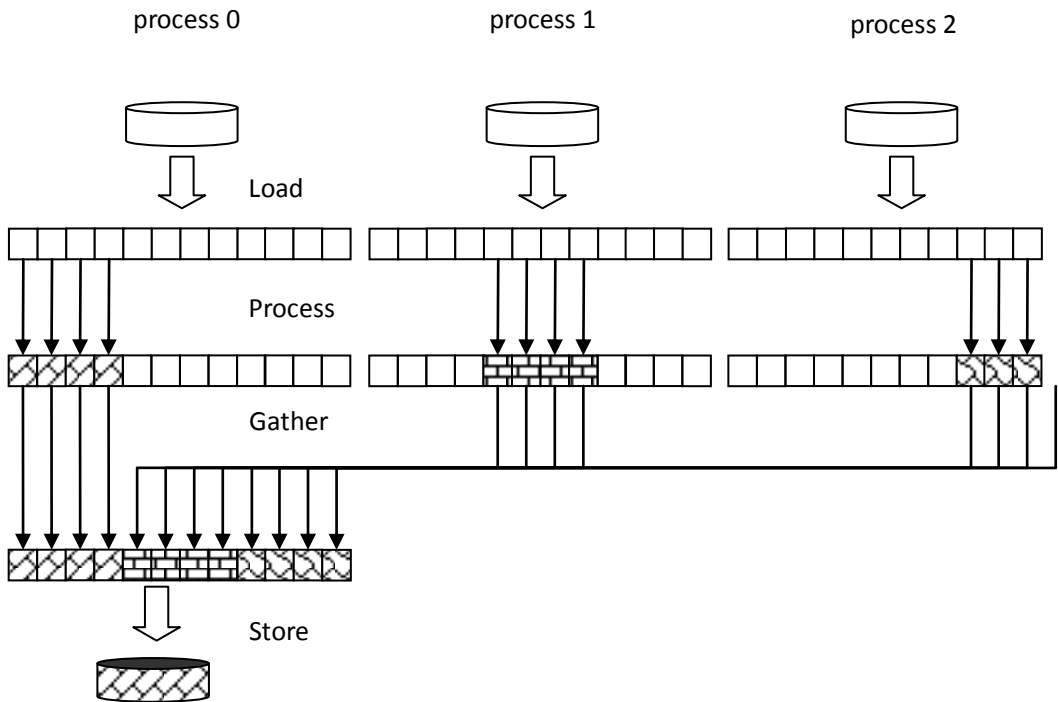 process 0
process 1
process 2
Load
Process
Gather
Store